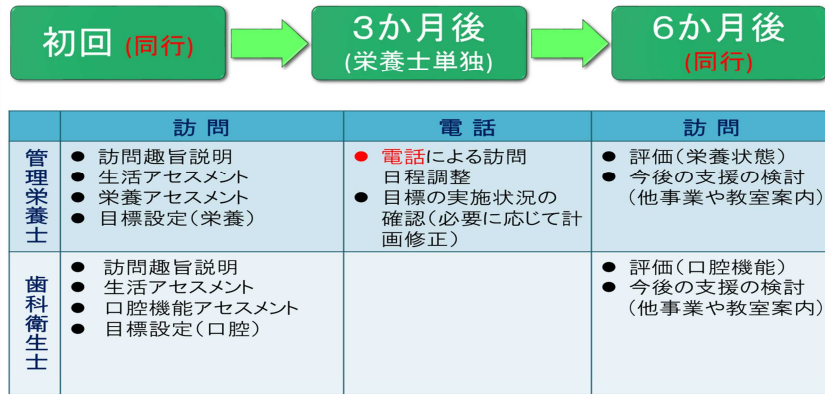 初回(同行)
3か月後
(栄養士単独)
6か月後
(同行)
訪問
電話
訪問
管理栄養士
● 訪問趣旨説明
● 生活アセスメント
● 栄養アセスメント
● 目標設定(栄養)
● 電話による訪問
日程調整
● 目標の実施状況の
確認(必要に応じて計
画修正)
● 評価(栄養状態)
● 今後の支援の検討
(他事業や教室案内)
歯科衛生士
● 訪問趣旨説明
● 生活アセスメント
● 口腔機能アセスメント
● 目標設定(口腔)
● 評価(口腔機能)
● 今後の支援の検討
(他事業や教室案内)